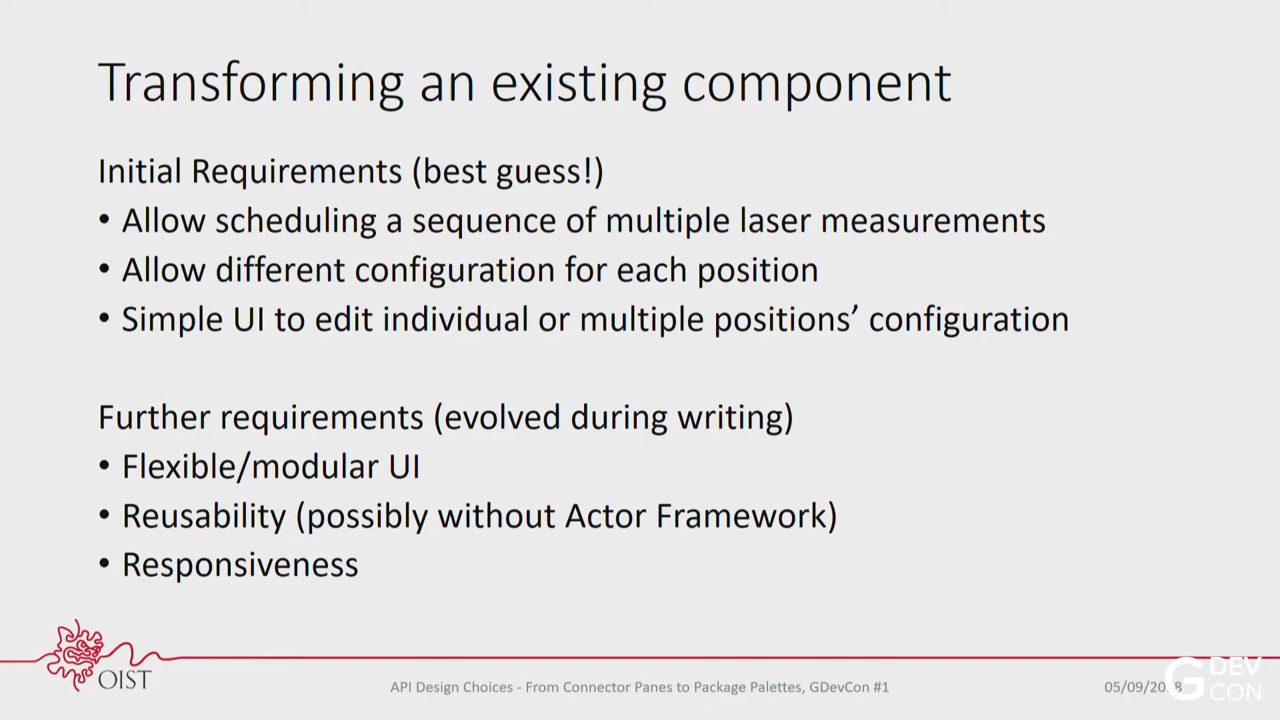 Transforming an existing component
Initial Requirements (best guess!)
• Allow scheduling a sequence of multiple laser measurements
• Allow different configuration for each position
• Simple UI to edit individual or multiple positions’ configuration
Further requirements (evolved during writing)
• Flexible/modular UI
• Reusability (possibly without Actor Framework)
• Responsiveness
OIST
API Design Choices - From Connector Panes to Package Palettes, GDevCon #1
G DEV
CON